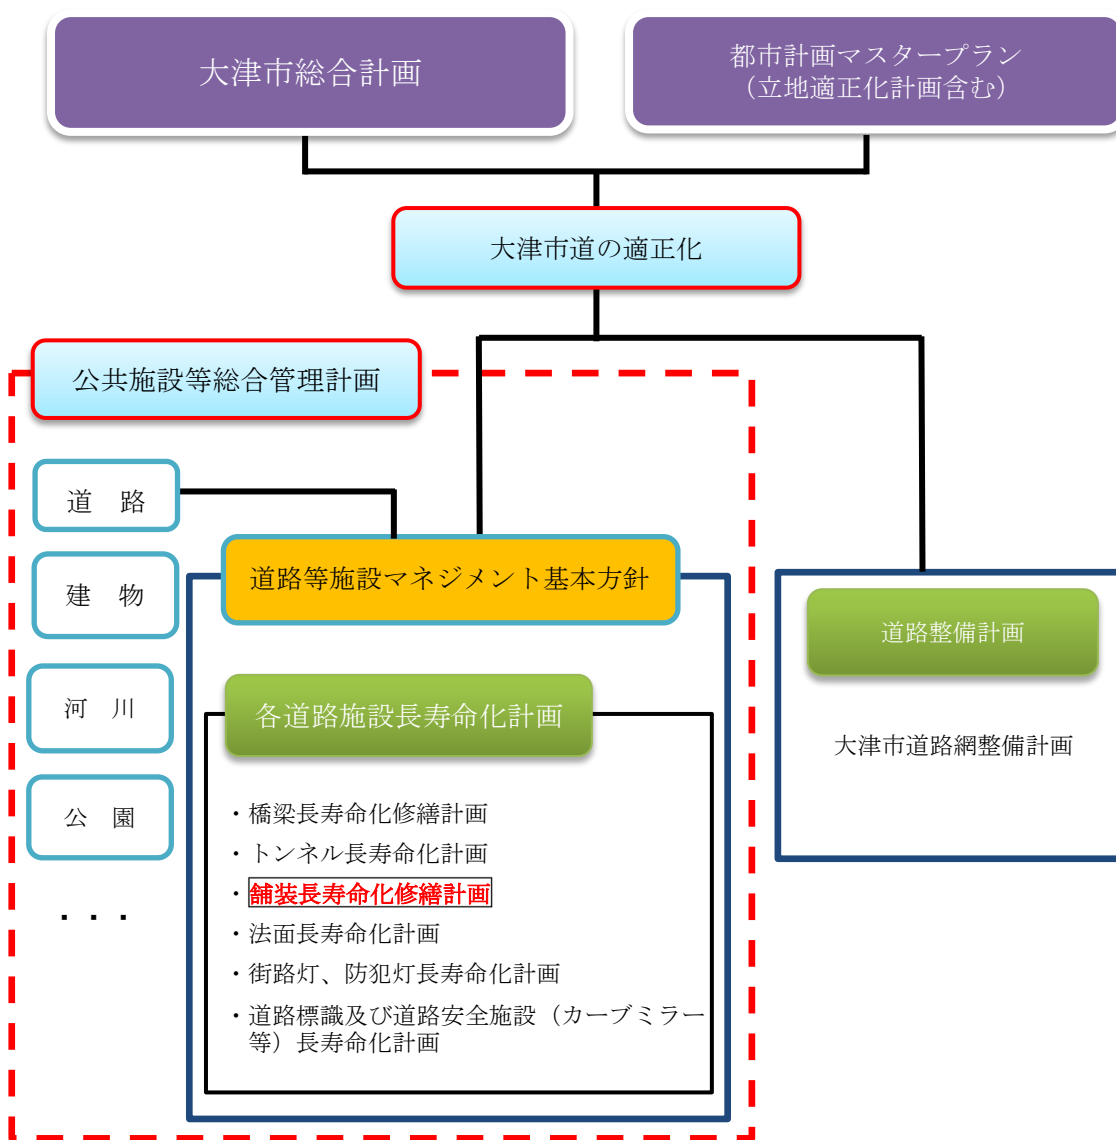 大津市総合計画
都市計画マスタープラン
（立地適正化計画含む）
大津市道の適正化
公共施設等総合管理計画
道　路
建　物
河　川
公　園
・・・
道路等施設マネジメント基本方針
各道路施設長寿命化計画
・橋梁長寿命化修繕計画
・トンネル長寿命化計画
・舗装長寿命化修繕計画
・法面長寿命化計画
・街路灯、防犯灯長寿命化計画
・道路標識及び道路安全施設（カーブミラー
等）長寿命化計画
道路整備計画
大津市道路網整備計画